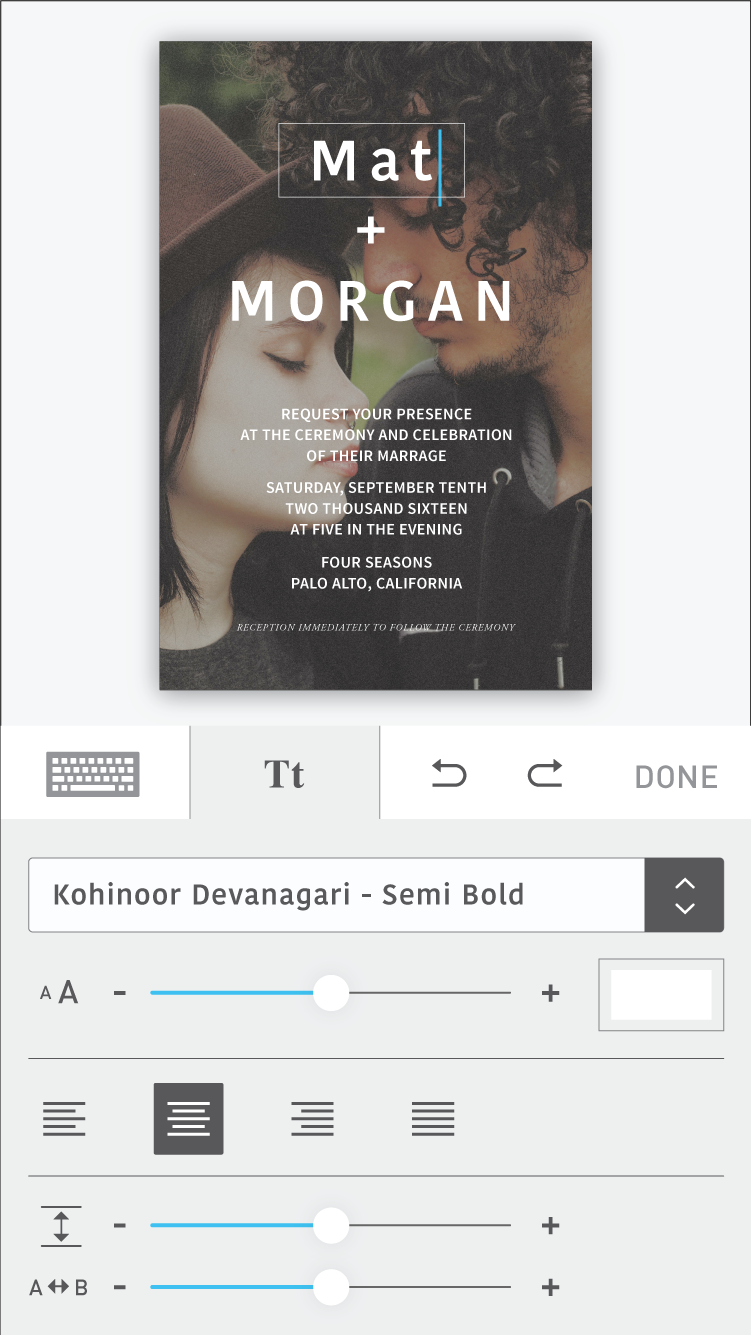 Mat
+
MORGAN
REQUEST YOUR PRESENCE
AT THE CEREMONY AND CELEBRATION
OF THEIR MARRAGE
SATURDAY, SEPTEMBER TENTH
TWO THOUSAND SIXTEEN
AT FIVE IN THE EVENING
FOUR SEASONS
PALO ALTO, CALIFORNIA
RECEPTION IMMEDIATELY TO FOLLOW THE CEREMONY
Tt DONE
Kohinoor Devanagari - Semi Bold
A A - +
- +
A B - +